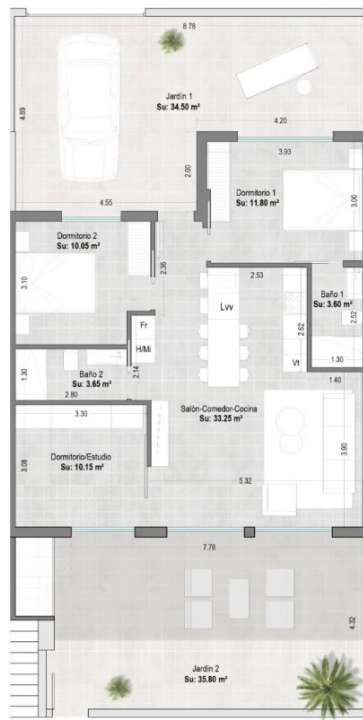 8.78
Jardín 1
Su: 34.50 m²
4.89
4.20
3.93
2.00
Dormitorio 1
Su: 11.80 m²
3.00
4.55
Dormitorio 2
Su: 10.05 m²
2.36
3.10
2.53
Lvv
Baño 1
Su: 3.60 m²
2.52
Fr
H/Mi
2.62
Vt
1.30
Baño 2
Su: 3.65 m²
1.30
2.14
2.80
1.40
3.30
Salón-Comedor-Cocina
Su: 33.25 m²
Dormitorio/Estudio
Su: 10.15 m²
3.08
3.90
5.32
7.78
4.32
Jardín 2
Su: 35.80 m²